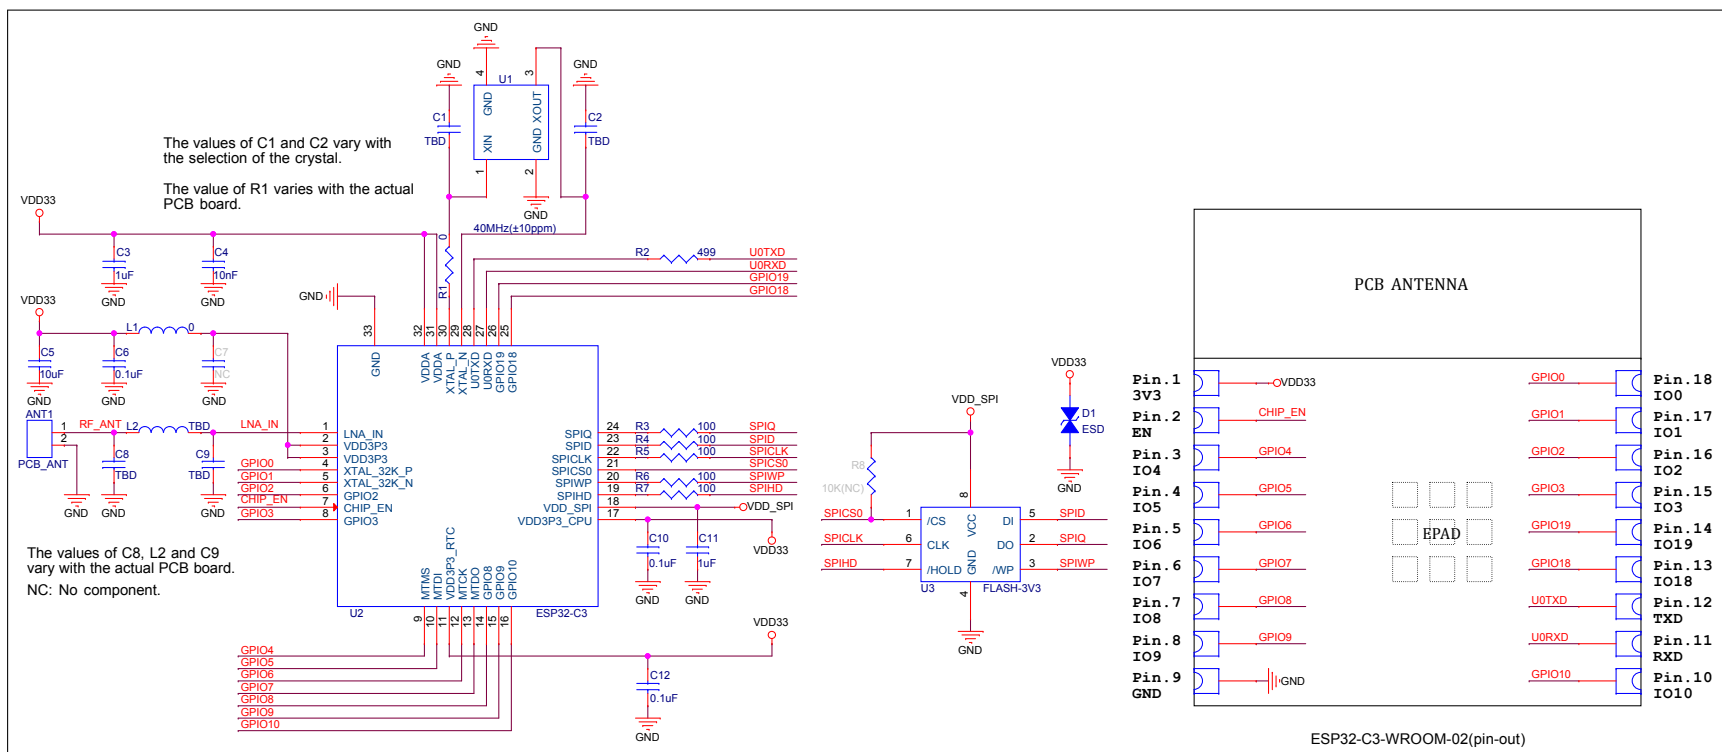 GND
GND
GND
4
3
U1
C1
TBD
GND
XOUT
XIN
GND
C2
TBD
1
2
GND
The values of C1 and C2 vary with
the selection of the crystal.
The value of R1 varies with the actual
PCB board.
VDD33
40MHz(±10ppm)
C3
1uF
GND
C4
10nF
GND
R1
0
R2
499
U0TXD
U0RXD
GPIO19
GPIO18
GND
VDD33
L1
0
C5
10uF
GND
C6
0.1uF
GND
C7
NC
GND
33
32
31
30
29
28
27
26
25
GND
VDDA
VDDA
XTAL_P
XTAL_N
U0TXD
U0RXD
GPIO19
GPIO18
ANT1
1
2
PCB_ANT
RF_ANT
L2
TBD
LNA_IN
C8
TBD
C9
TBD
GND
GND
GND
GPIO0
GPIO1
GPIO2
CHIP_EN
GPIO3
1 LNA_IN
2 VDD3P3
3 VDD3P3
4 XTAL_32K_P
5 XTAL_32K_N
6 GPIO2
7 CHIP_EN
8 GPIO3
SPIQ 24 R3 100 SPIQ
SPID 23 R4 100 SPID
SPICLK 22 R5 100 SPICLK
SPICS0 21 SPICS0
SPIWP 20 R6 100 SPIWP
SPIHD 19 R7 100 SPIHD
VDD_SPI 18 VDD_SPI
VDD3P3_CPU 17
C10
0.1uF
GND
C11
1uF
GND
VDD33
The values of C8, L2 and C9
vary with the actual PCB board.
NC: No component.
MTMS
MTDI
VDD3P3_RTC
MTCK
MTDO
GPIO8
GPIO9
GPIO10
U2
ESP32-C3
9
10
11
12
13
14
15
16
GPIO4
GPIO5
GPIO6
GPIO7
GPIO8
GPIO9
GPIO10
VDD33
C12
0.1uF
GND
VDD_SPI
R8
10K(NC)
8
SPICS0 1 /CS
SPICLK 6 CLK
SPIHD 7 /HOLD
VCC
GND
DI 5 SPID
DO 2 SPIQ
/WP 3 SPIWP
U3
FLASH-3V3
4
GND
VDD33
D1
ESD
GND
PCB ANTENNA
Pin.1
3V3
VDD33
Pin.2
EN
CHIP_EN
Pin.3
IO4
GPIO4
Pin.4
IO5
GPIO5
Pin.5
IO6
GPIO6
Pin.6
IO7
GPIO7
Pin.7
IO8
GPIO8
Pin.8
IO9
GPIO9
Pin.9
GND
GND
EPAD
GPIO0
Pin.18
IO0
GPIO1
Pin.17
IO1
GPIO2
Pin.16
IO2
GPIO3
Pin.15
IO3
GPIO19
Pin.14
IO19
GPIO18
Pin.13
IO18
U0TXD
Pin.12
TXD
U0RXD
Pin.11
RXD
GPIO10
Pin.10
IO10
ESP32-C3-WROOM-02(pin-out)